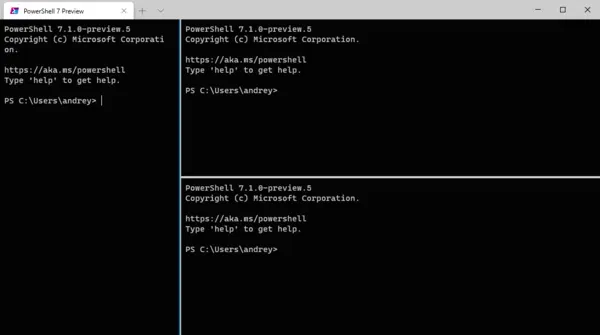 PowerShell 7 Preview
PowerShell 7.1.0-preview.5
Copyright (c) Microsoft Corporati
on.
https://aka.ms/powershell
Type 'help' to get help.
PS C:\Users\andrey>
PowerShell 7.1.0-preview.5
Copyright (c) Microsoft Corporation.
https://aka.ms/powershell
Type 'help' to get help.
PS C:\Users\andrey>
PowerShell 7.1.0-preview.5
Copyright (c) Microsoft Corporation.
https://aka.ms/powershell
Type 'help' to get help.
PS C:\Users\andrey>